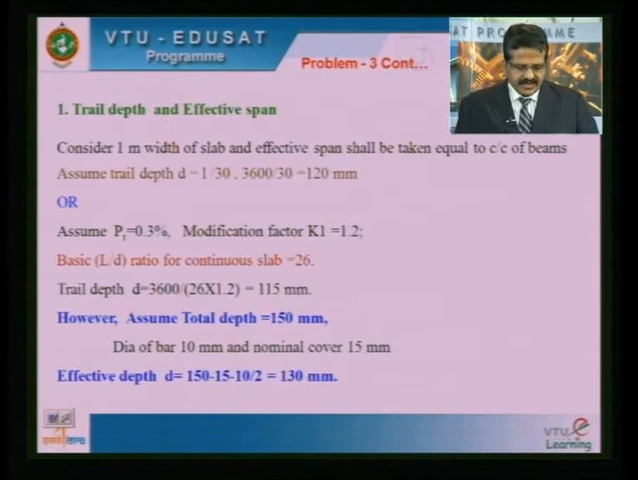 VTU - EDUSAT
Programme
Problem - 3 Cont...
AT PROGRAMME
1. Trail depth and Effective span
Consider 1 m width of slab and effective span shall be taken equal to c/c of beams
Assume trail depth d = 1/30 . 3600/30 =120 mm
OR
Assume Pt=0.3%, Modification factor K1 =1.2;
Basic (L/d) ratio for continuous slab =26.
Trail depth d=3600/(26X1.2) = 115 mm.
However, Assume Total depth =150 mm,
Dia of bar 10 mm and nominal cover 15 mm
Effective depth d= 150-15-10/2 = 130 mm.
VTU e
Learning